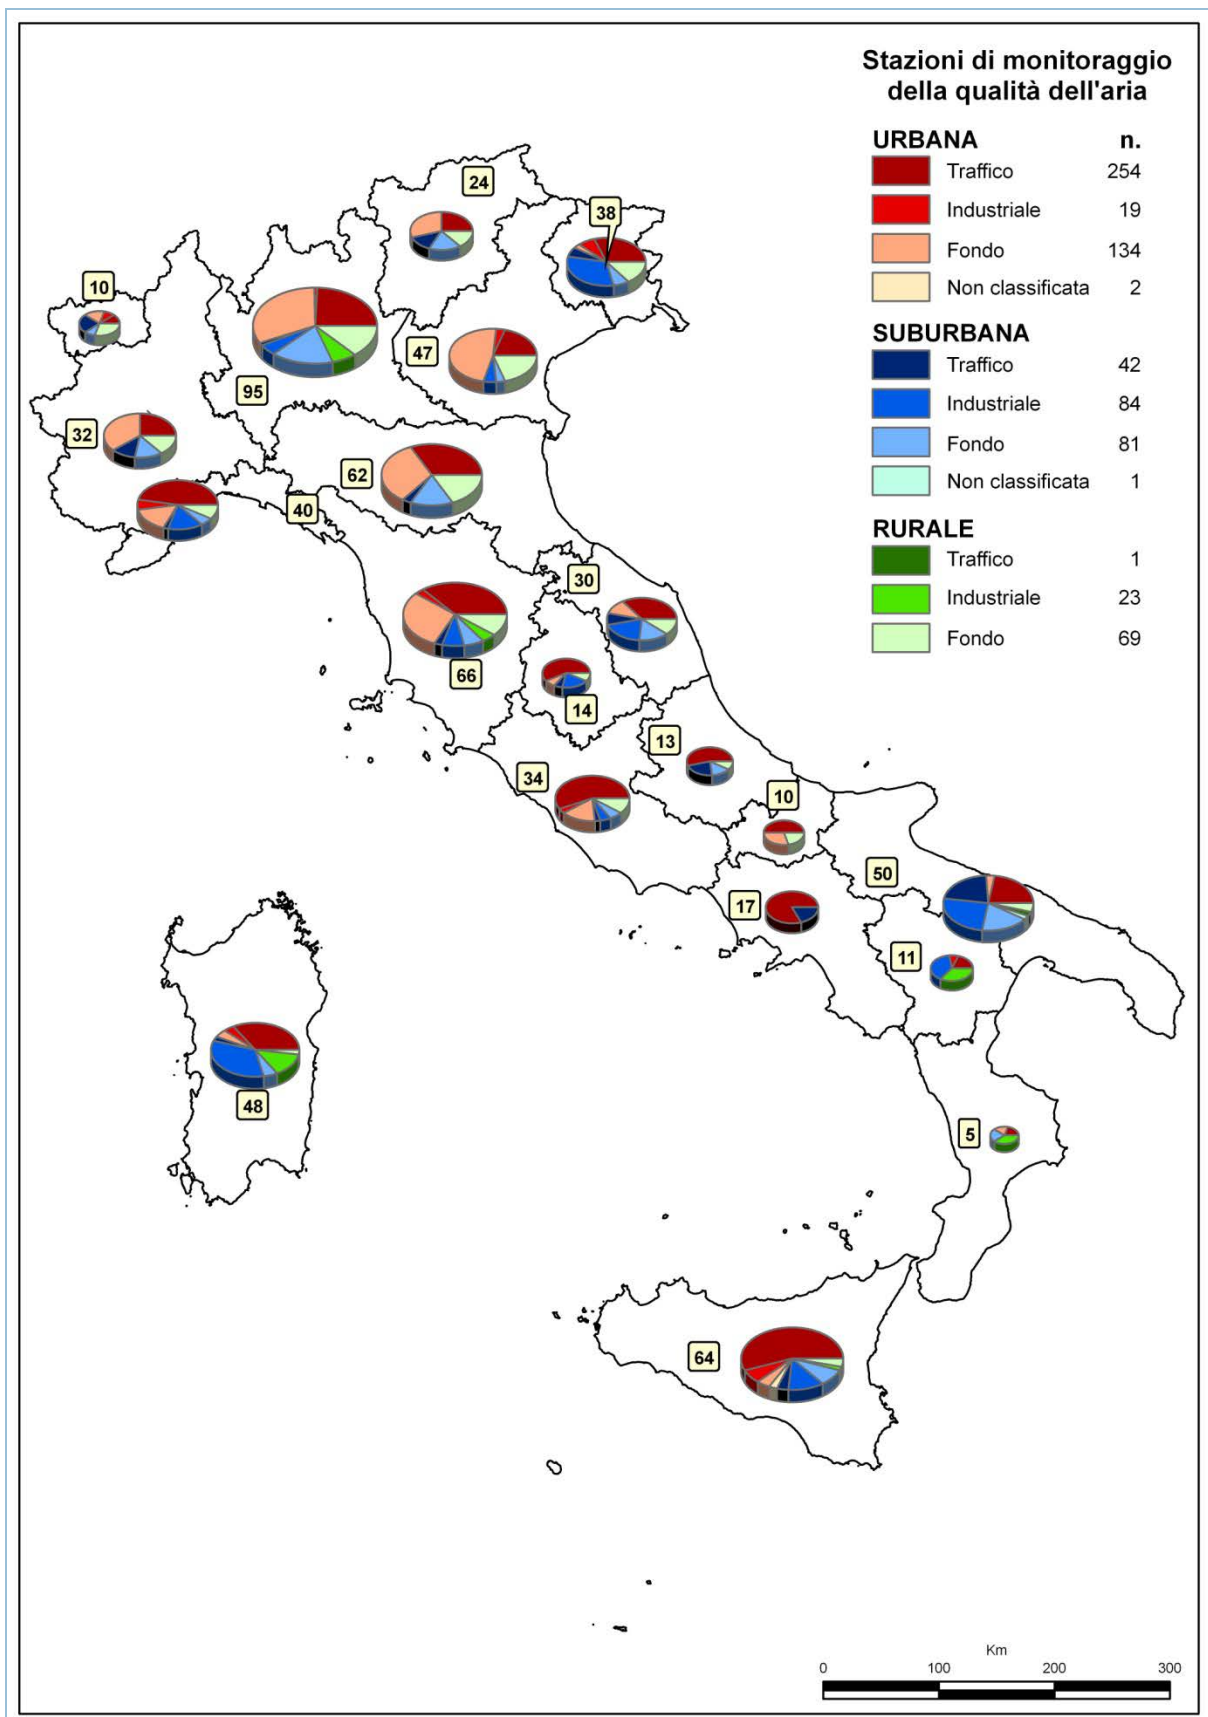 Stazioni di monitoraggio
della qualità dell'aria
URBANA n.
Traffico 254
Industriale 19
Fondo 134
Non classificata 2
SUBURBANA
Traffico 42
Industriale 84
Fondo 81
Non classificata 1
RURALE
Traffico 1
Industriale 23
Fondo 69
24
38
10
47
95
32
62
40
30
66
14
13
34
10
50
17
11
48
5
64
Km
0 100 200 300